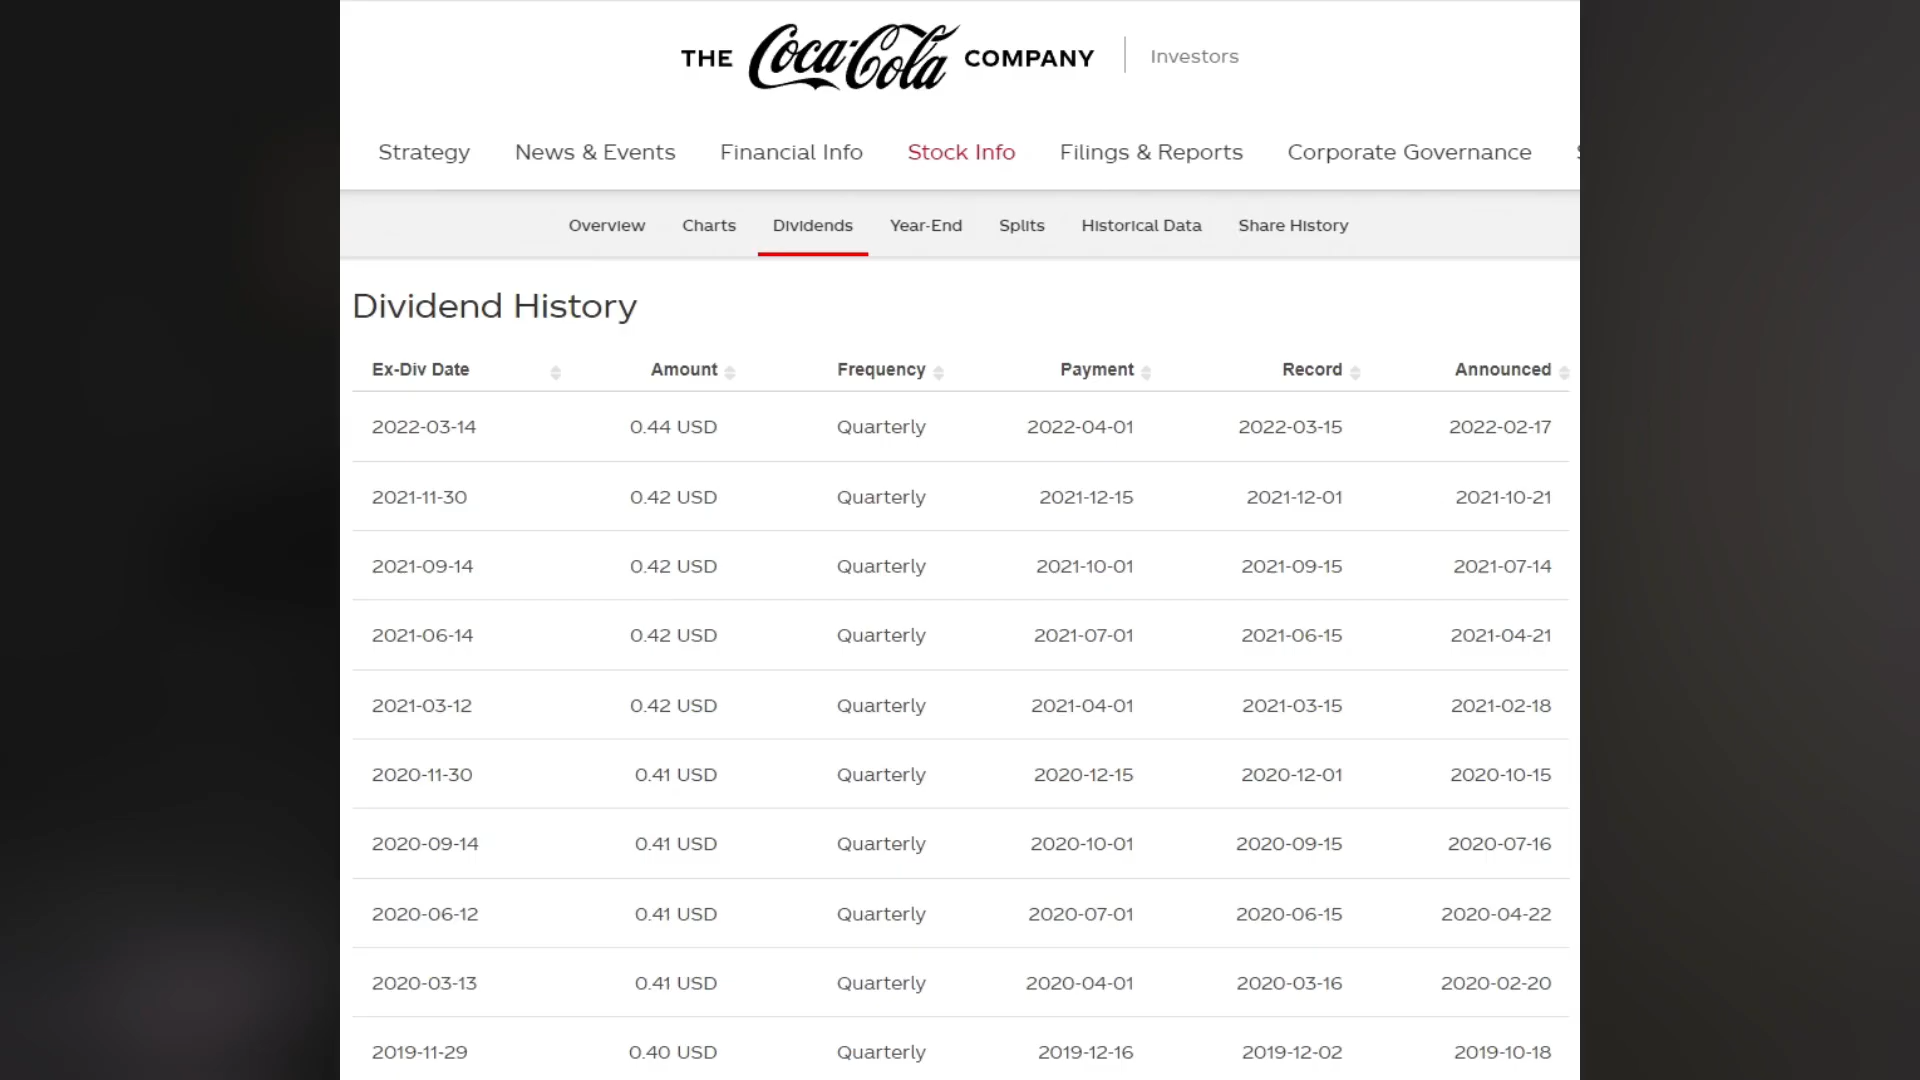 THE Coca-Cola COMPANY Investors
Strategy News & Events Financial Info Stock Info Filings & Reports Corporate Governance
Overview Charts Dividends Year-End Splits Historical Data Share History
Dividend History
Ex-Div Date Amount Frequency Payment Record Announced
2022-03-14 0.44 USD Quarterly 2022-04-01 2022-03-15 2022-02-17
2021-11-30 0.42 USD Quarterly 2021-12-15 2021-12-01 2021-10-21
2021-09-14 0.42 USD Quarterly 2021-10-01 2021-09-15 2021-07-14
2021-06-14 0.42 USD Quarterly 2021-07-01 2021-06-15 2021-04-21
2021-03-12 0.42 USD Quarterly 2021-04-01 2021-03-15 2021-02-18
2020-11-30 0.41 USD Quarterly 2020-12-15 2020-12-01 2020-10-15
2020-09-14 0.41 USD Quarterly 2020-10-01 2020-09-15 2020-07-16
2020-06-12 0.41 USD Quarterly 2020-07-01 2020-06-15 2020-04-22
2020-03-13 0.41 USD Quarterly 2020-04-01 2020-03-16 2020-02-20
2019-11-29 0.40 USD Quarterly 2019-12-16 2019-12-02 2019-10-18